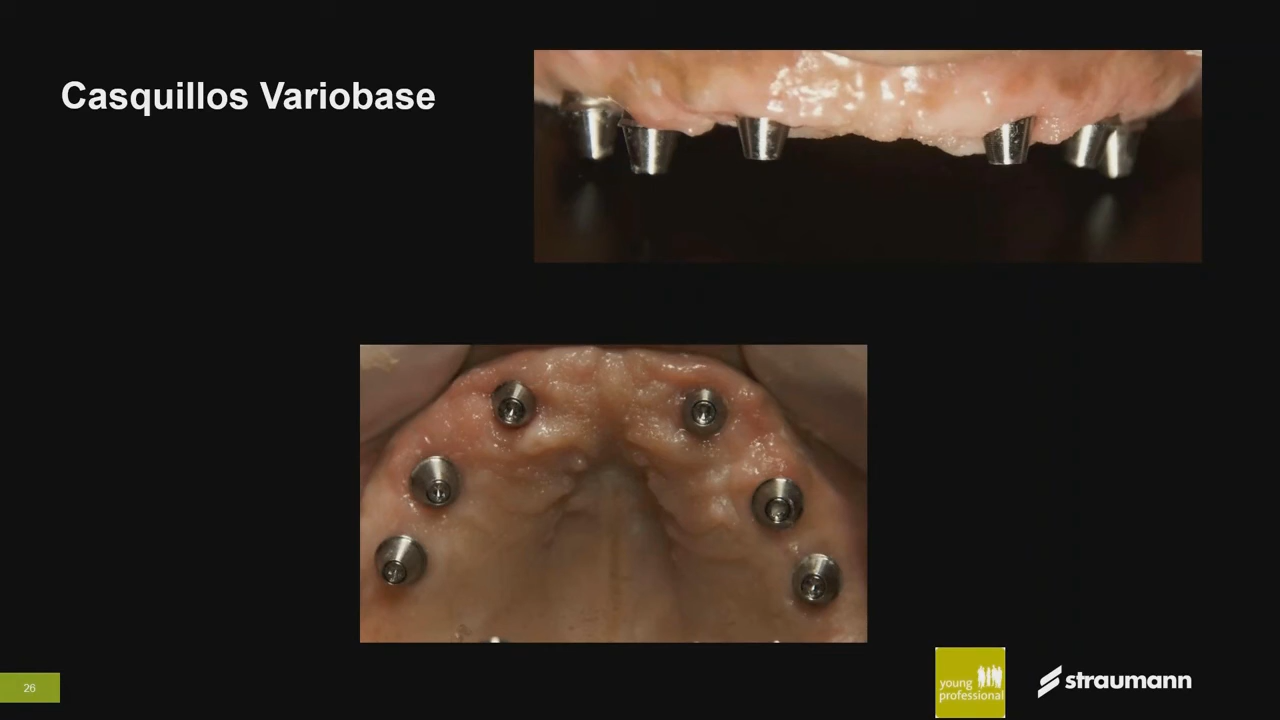 Casquillos Variobase
26
young
professional
straumann